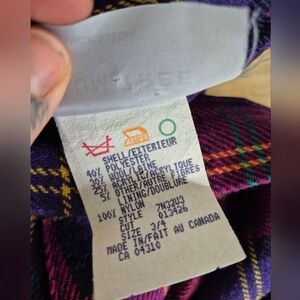 SHELL/EXTERIEUR
40% POLYESTER
30% WOOL/LAINE
25% ACRYLIC/ACRYLIQUE
5% OTHER/AUTRE FIBRES
LINING/DOUBLURE
100% NYLON
STYLE 7N33U3
CUT 013426
SIZE 3/4
MADE IN/FAIT AU CANADA
CA 04310